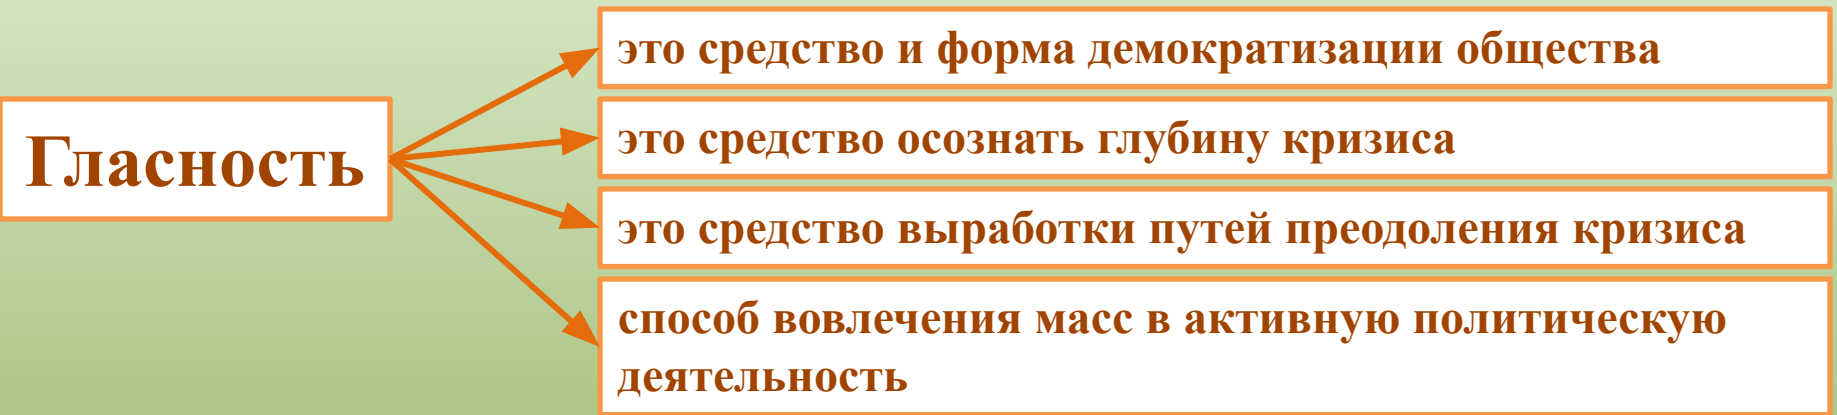 Гласность
это средство и форма демократизации общества
это средство осознать глубину кризиса
это средство выработки путей преодоления кризиса
способ вовлечения масс в активную политическую
деятельность